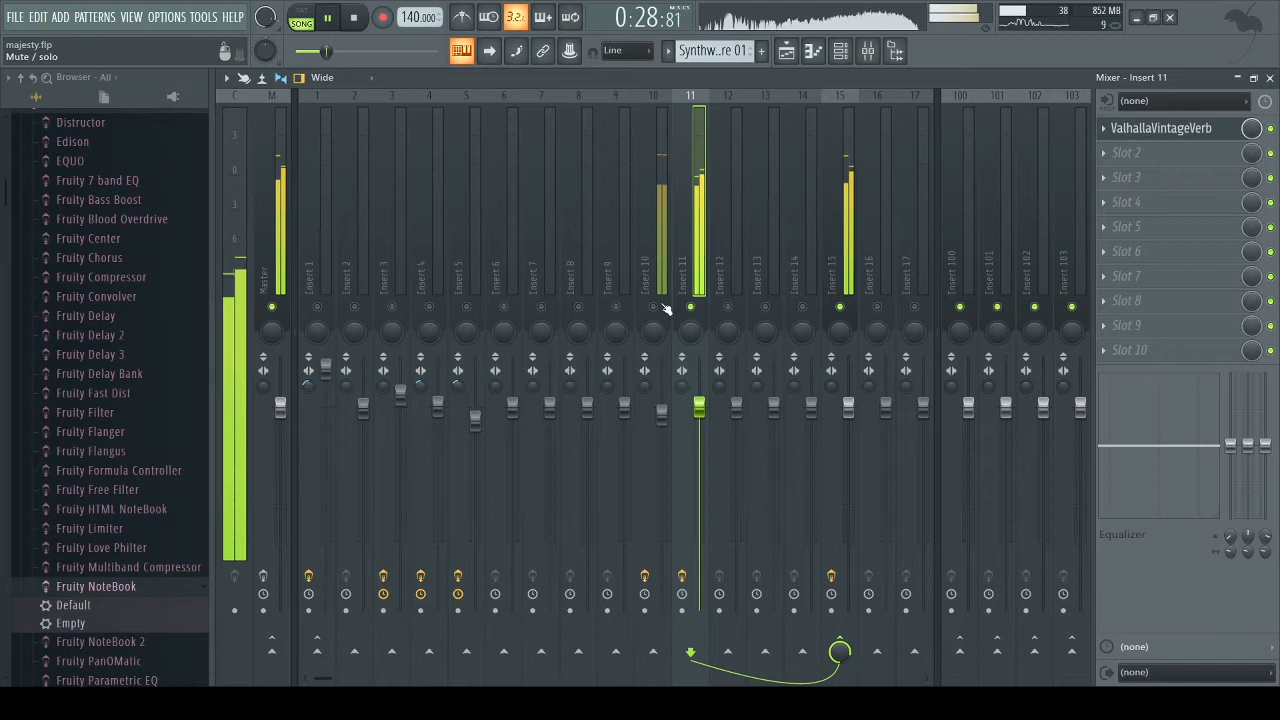 FILE EDIT ADD PATTERNS VIEW OPTIONS TOOLS HELP
PAT
SONG
140.000
3.2
0:28:81
M:S:CS
38
852 MB
9
majesty.flp
Mute / solo
Line
Synthw..re 01
Browser - All
Wide
Mixer - Insert 11
C M 1 2 3 4 5 6 7 8 9 10 11 12 13 14 15 16 17 100 101 102 103
3
0
3
6
Master
Insert 1
Insert 2
Insert 3
Insert 4
Insert 5
Insert 6
Insert 7
Insert 8
Insert 9
Insert 10
Insert 11
Insert 12
Insert 13
Insert 14
Insert 15
Insert 16
Insert 17
Insert 100
Insert 101
Insert 102
Insert 103
Distructor
Edison
EQUO
Fruity 7 band EQ
Fruity Bass Boost
Fruity Blood Overdrive
Fruity Center
Fruity Chorus
Fruity Compressor
Fruity Convolver
Fruity Delay
Fruity Delay 2
Fruity Delay 3
Fruity Delay Bank
Fruity Fast Dist
Fruity Filter
Fruity Flanger
Fruity Flangus
Fruity Formula Controller
Fruity Free Filter
Fruity HTML NoteBook
Fruity Limiter
Fruity Love Philter
Fruity Multiband Compressor
Fruity NoteBook
Default
Empty
Fruity NoteBook 2
Fruity PanOMatic
Fruity Parametric EQ
(none)
ValhallaVintageVerb
Slot 2
Slot 3
Slot 4
Slot 5
Slot 6
Slot 7
Slot 8
Slot 9
Slot 10
Equalizer
(none)
(none)